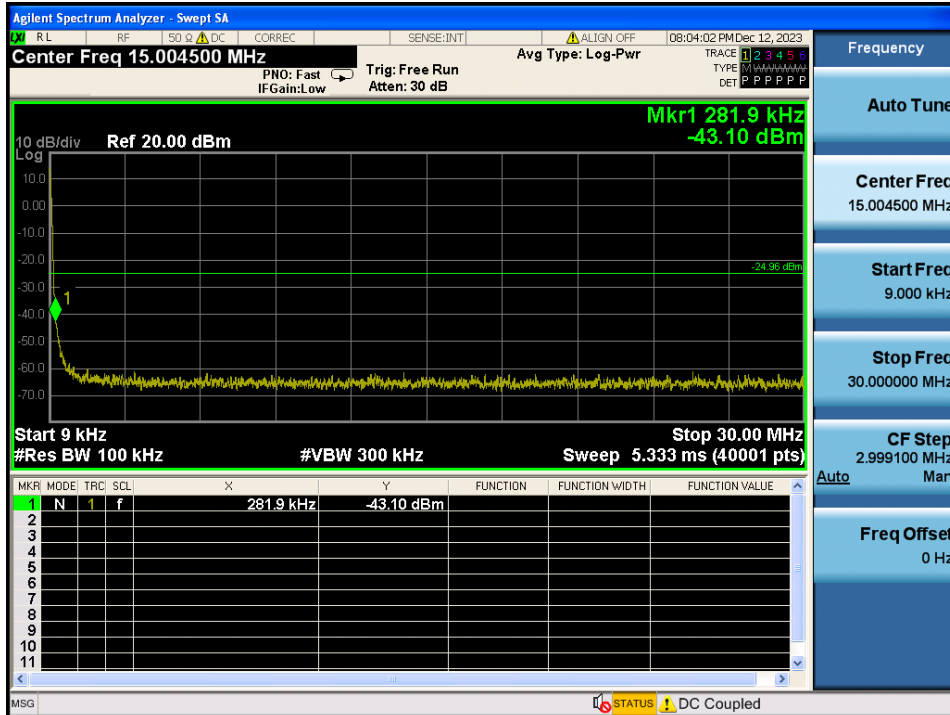 Agilent Spectrum Analyzer - Swept SA
LXI RL RF 50 Ω DC CORREC SENSE:INT ALIGN OFF 08:04:02 PM Dec 12, 2023
Center Freq 15.004500 MHz
PNO: Fast
IFGain:Low
Trig: Free Run
Atten: 30 dB
Avg Type: Log-Pwr
TRACE 1 2 3 4 5 6
TYPE M WWWWW
DET P P P P P P
Mkr1 281.9 kHz
-43.10 dBm
10 dB/div Ref 20.00 dBm
Log
10.0
0.00
-10.0
-20.0
-24.96 dBm
-30.0
1
-40.0
-50.0
-60.0
-70.0
Start 9 kHz Stop 30.00 MHz
#Res BW 100 kHz #VBW 300 kHz Sweep 5.333 ms (40001 pts)
MKR MODE TRC SCL X Y FUNCTION FUNCTION WIDTH FUNCTION VALUE
1 N 1 f 281.9 kHz -43.10 dBm
2
3
4
5
6
7
8
9
10
11
MSG STATUS DC Coupled
Frequency
Auto Tune
Center Freq
15.004500 MHz
Start Freq
9.000 kHz
Stop Freq
30.000000 MHz
CF Step
2.999100 MHz
Auto Man
Freq Offset
0 Hz